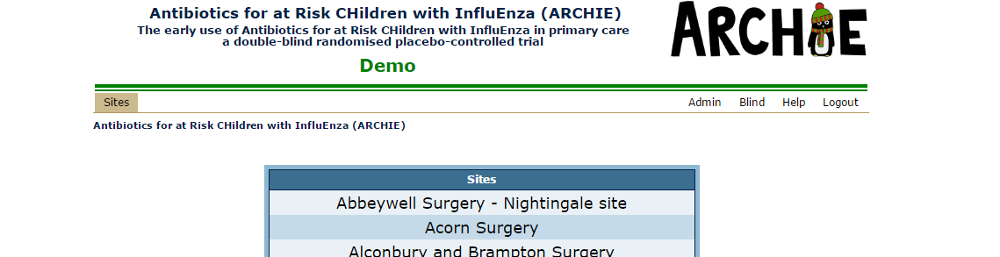 Antibiotics for at Risk CHildren with InfluEnza (ARCHIE)
The early use of Antibiotics for at Risk CHildren with InfluEnza in primary care
a double-blind randomised placebo-controlled trial
Demo
ARCHIE
Sites Admin Blind Help Logout
Antibiotics for at Risk CHildren with InfluEnza (ARCHIE)
Sites
Abbeywell Surgery - Nightingale site
Acorn Surgery
Alconbury and Brampton Surgery